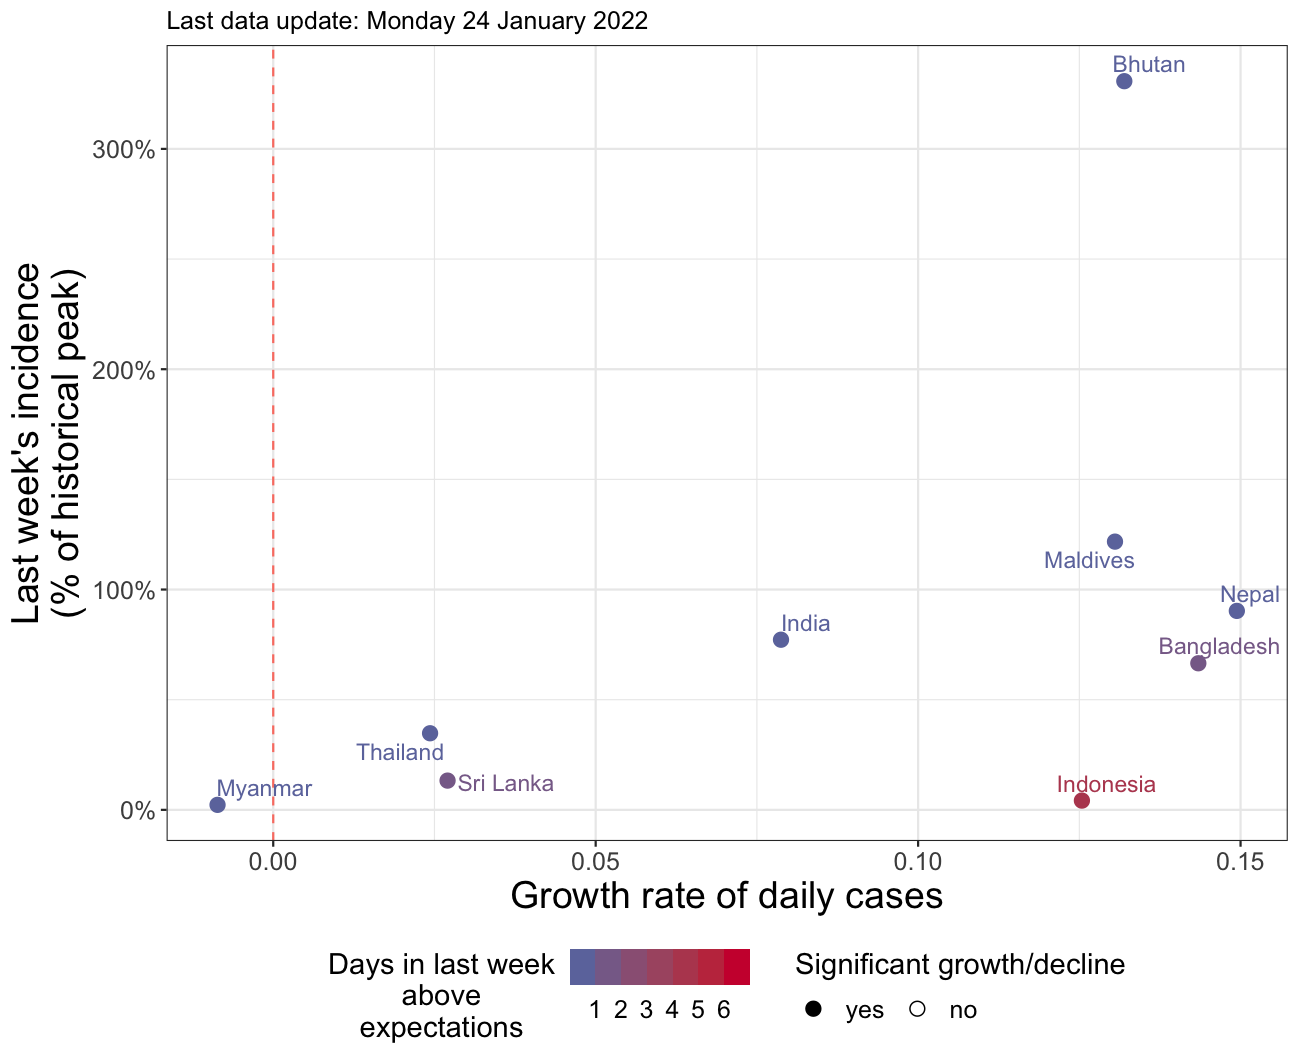 Last data update: Monday 24 January 2022
Bhutan
300%
200%
Maldives
100%
Nepal
India
Bangladesh
Thailand
Myanmar
Sri Lanka
Indonesia
0%
Last week's incidence
(% of historical peak)
0.00 0.05 0.10 0.15
Growth rate of daily cases
Days in last week
above
expectations
1 2 3 4 5 6
Significant growth/decline
yes no